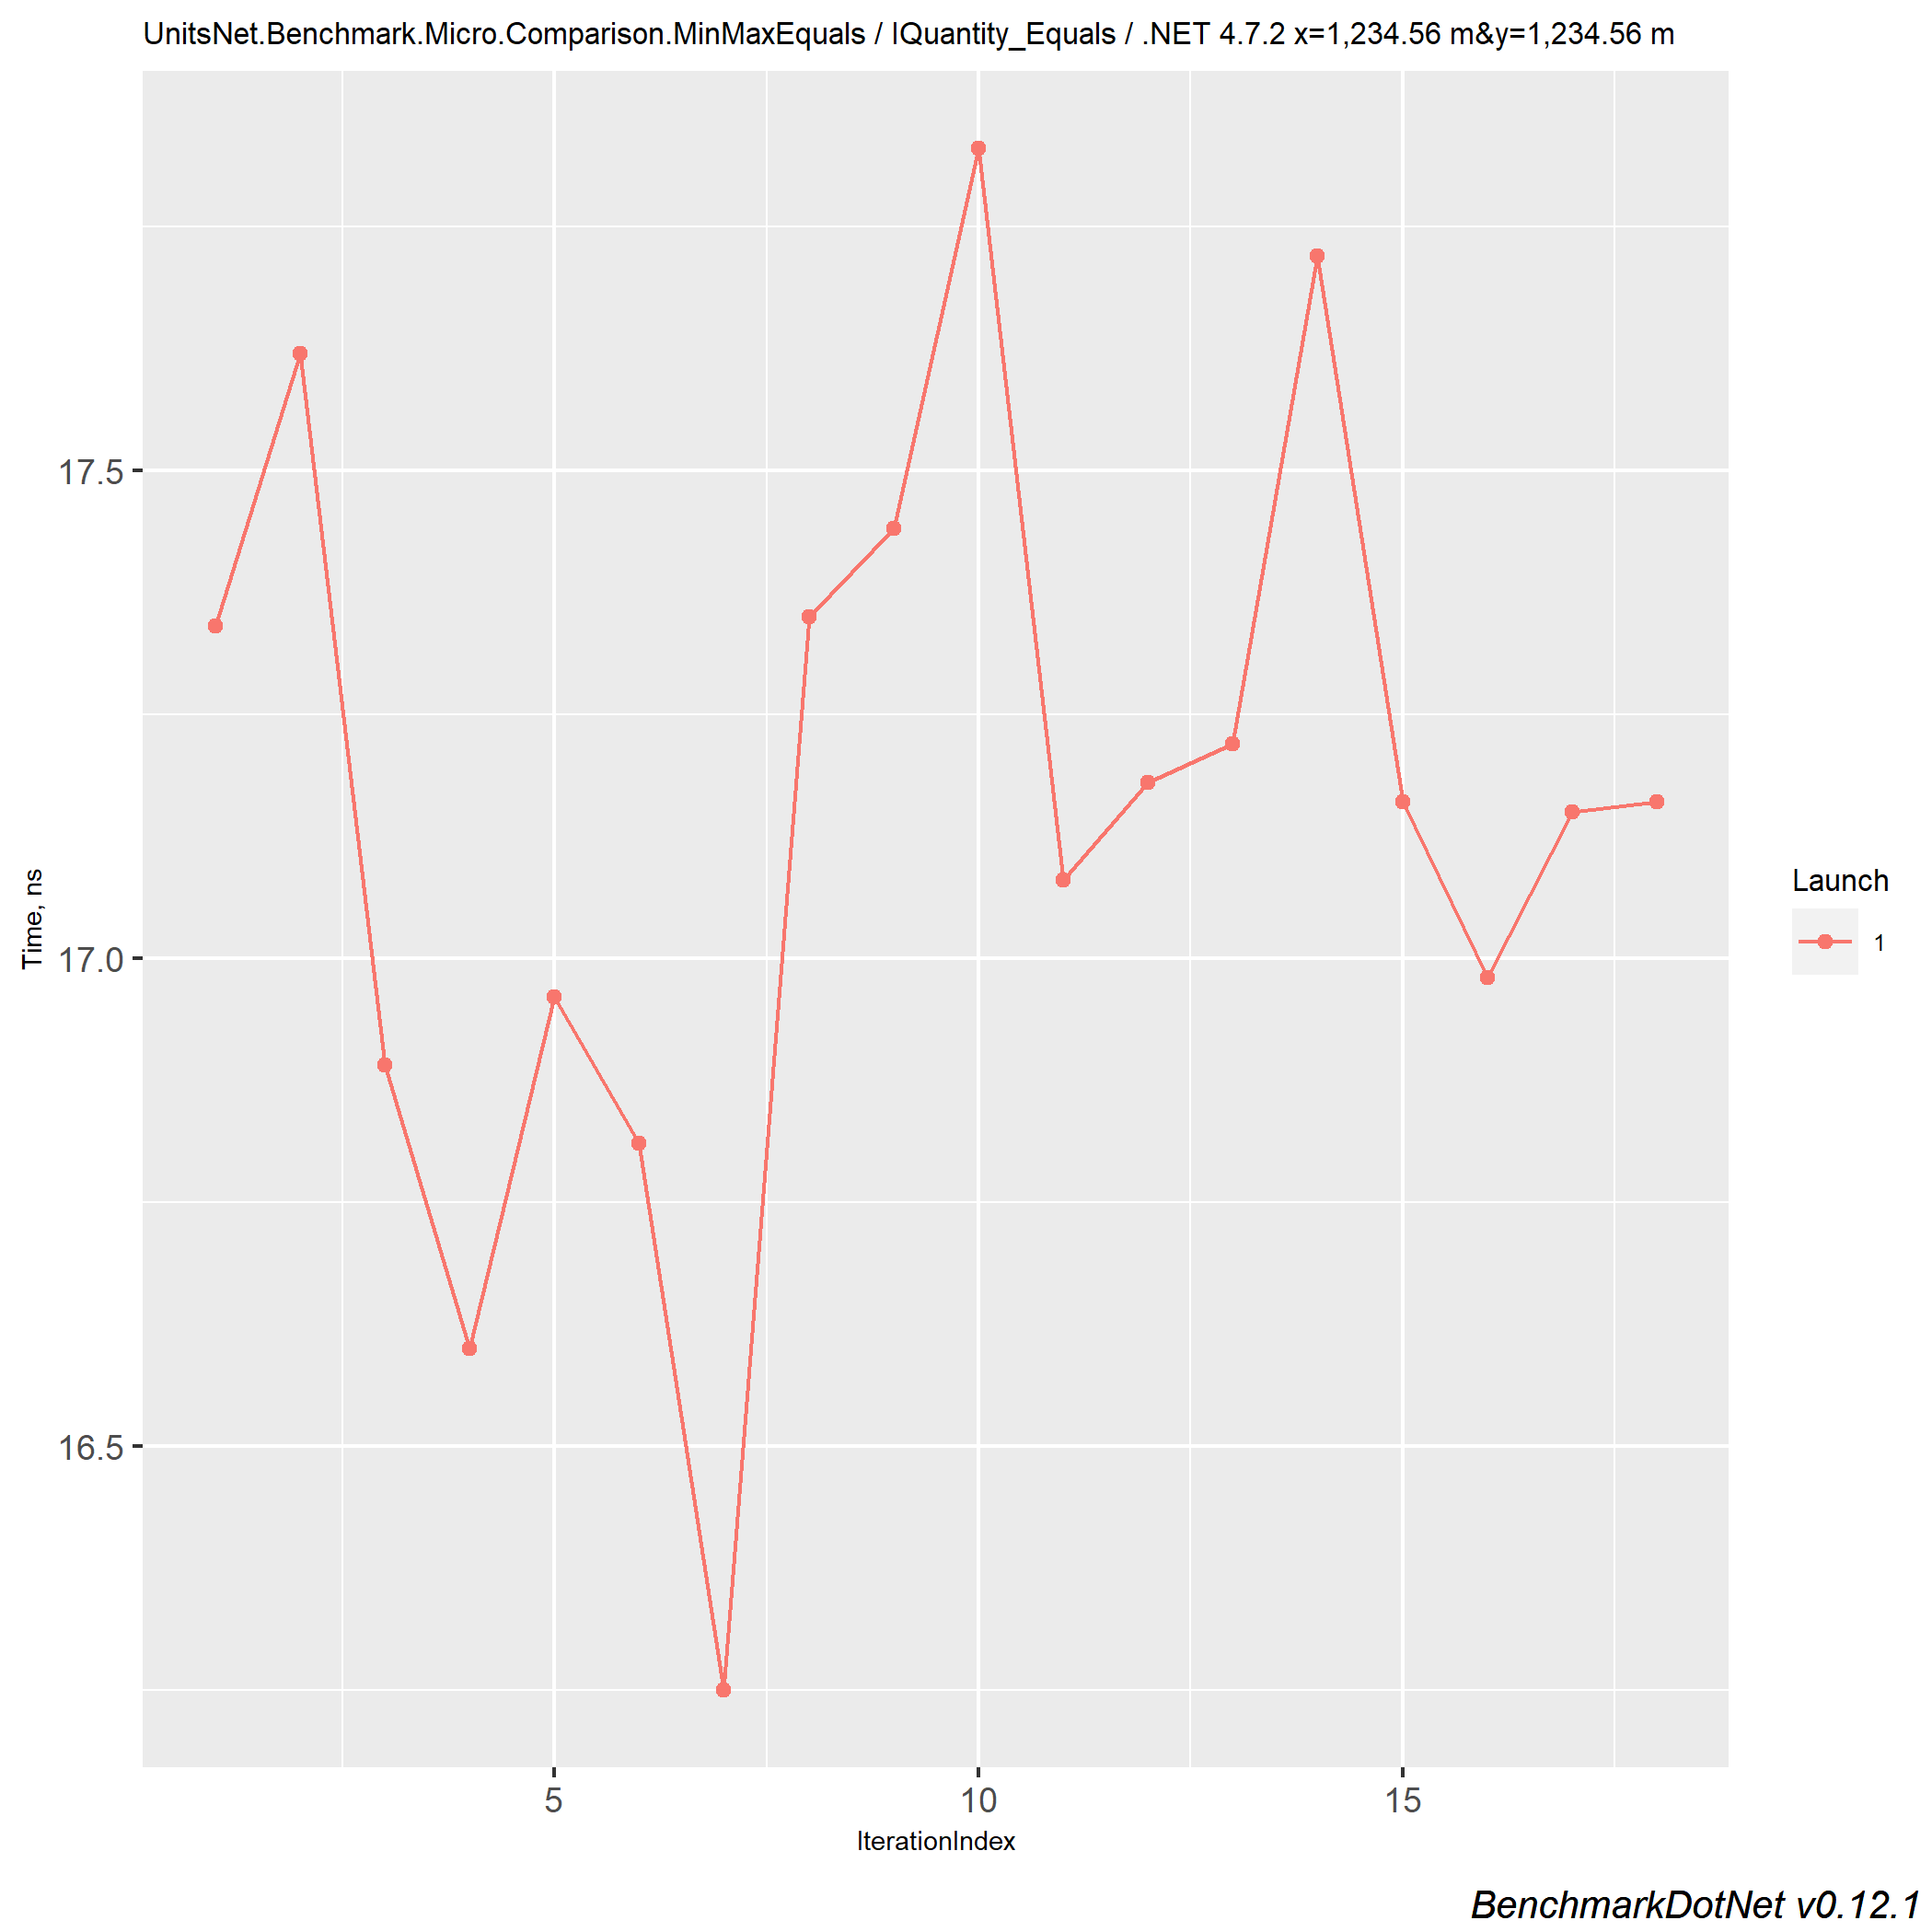 UnitsNet.Benchmark.Micro.Comparison.MinMaxEquals / IQuantity_Equals / .NET 4.7.2 x=1,234.56 m&y=1,234.56 m
17.5
17.0
16.5
Time, ns
5
10
15
IterationIndex
Launch
1
BenchmarkDotNet v0.12.1